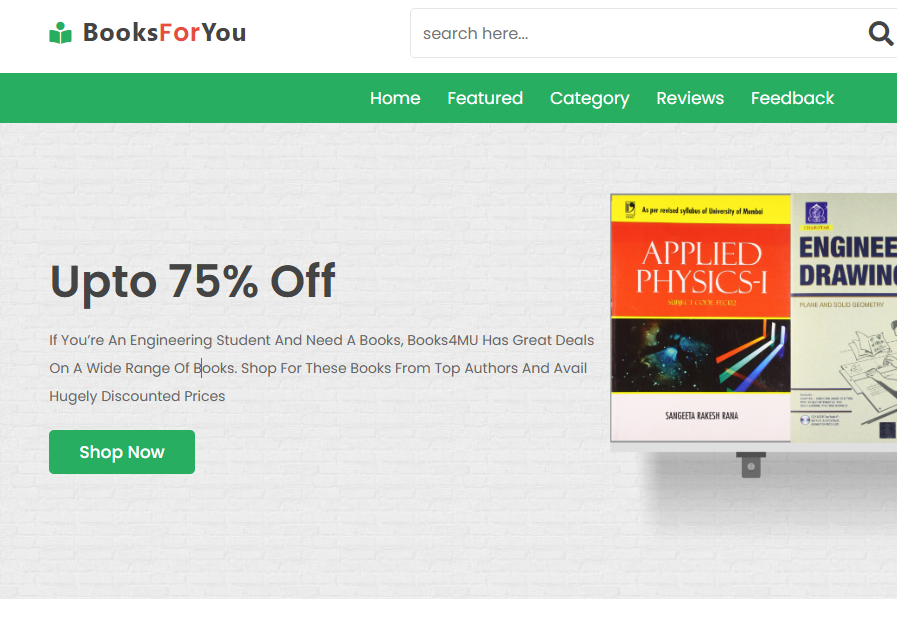 BooksForYou
search here...
Home Featured Category Reviews Feedback
As per revised syllabus of University of Mumbai
APPLIED
PHYSICS-I
SUBJECT CODE: FEC102
SANGEETA RAKESH RANA
CHAROTAR
ENGINEE
DRAWING
PLANE AND SOLID GEOMETRY
Upto 75% Off
If You're An Engineering Student And Need A Books, Books4MU Has Great Deals
On A Wide Range Of Books. Shop For These Books From Top Authors And Avail
Hugely Discounted Prices
Shop Now